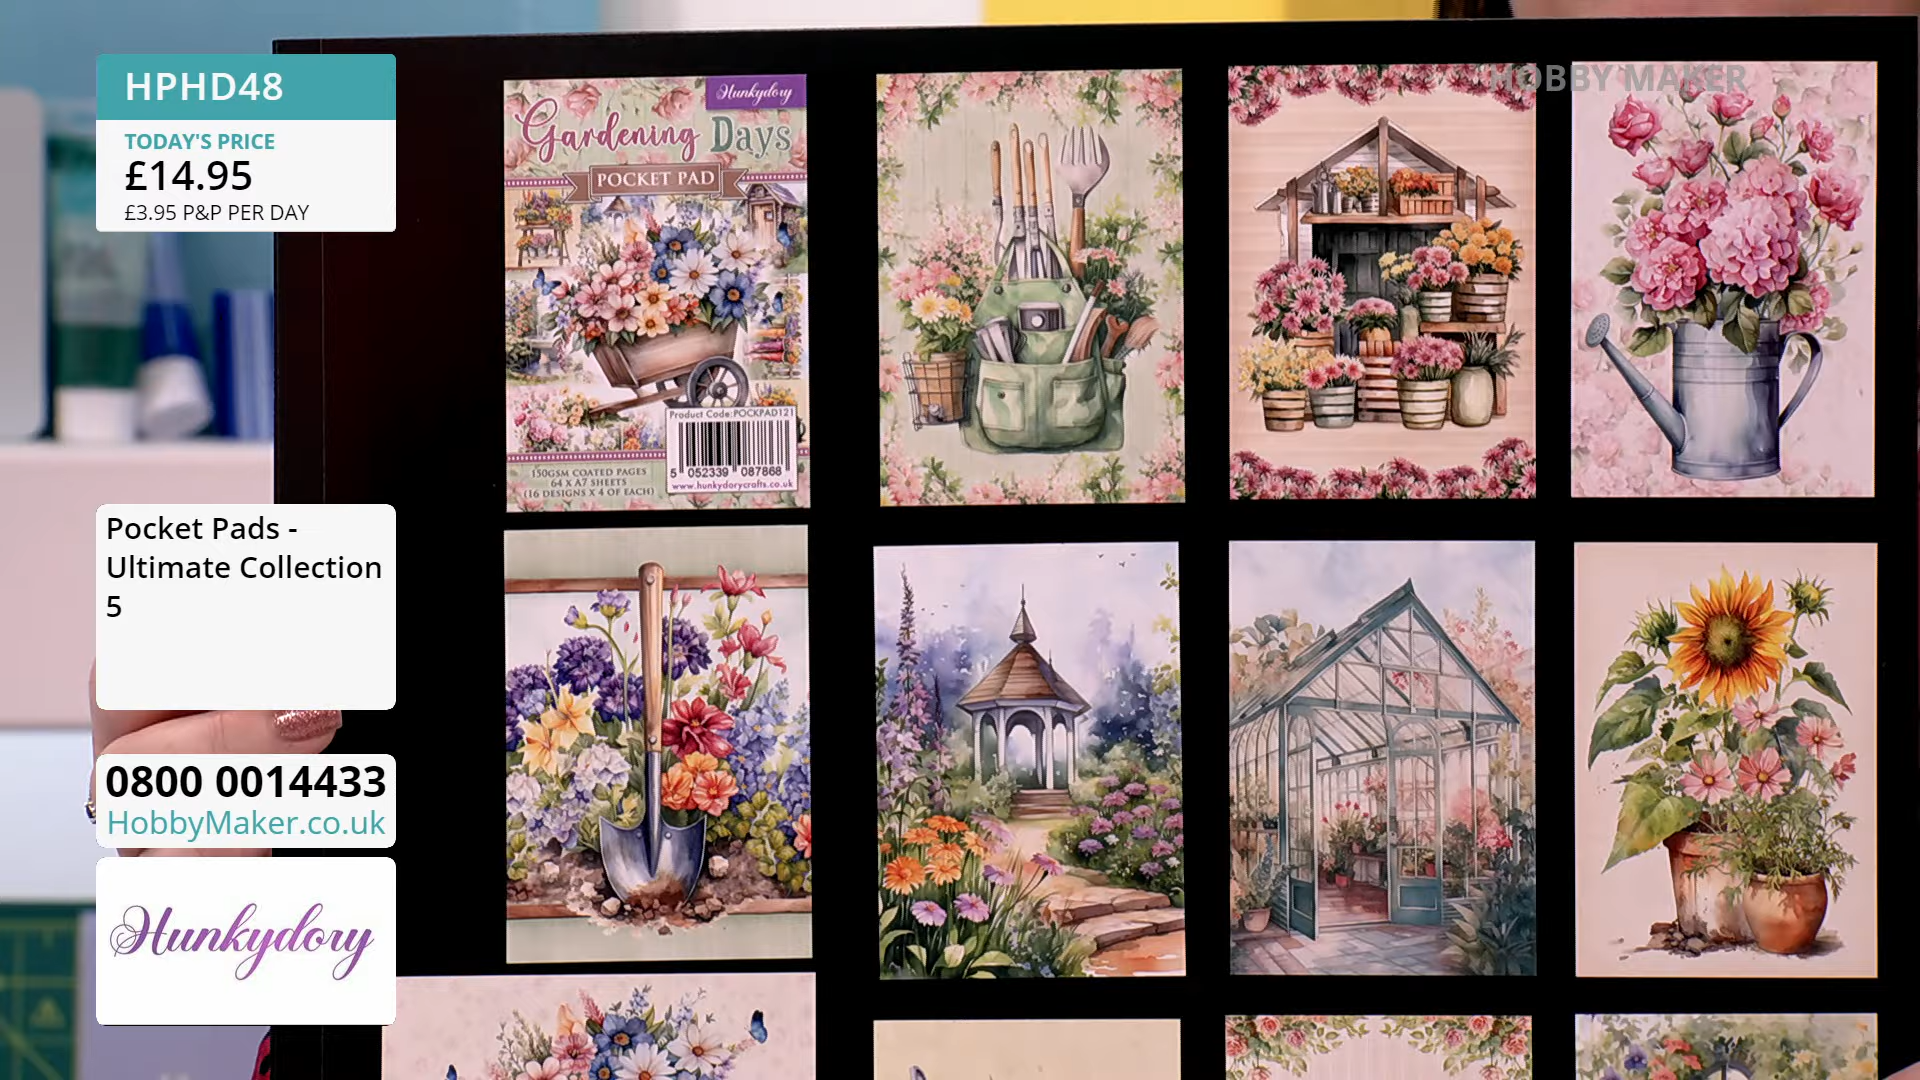 HPHD48
TODAY'S PRICE
£14.95
£3.95 P&P PER DAY
Pocket Pads -
Ultimate Collection
5
0800 0014433
HobbyMaker.co.uk
Hunkydory
HOBBY MAKER
Hunkydory
Gardening Days
POCKET PAD
Product Code:POCKPAD121
5 052339 087868
www.hunkydorycrafts.co.uk
150GSM COATED PAGES
64 X A7 SHEETS
(16 DESIGNS X 4 OF EACH)